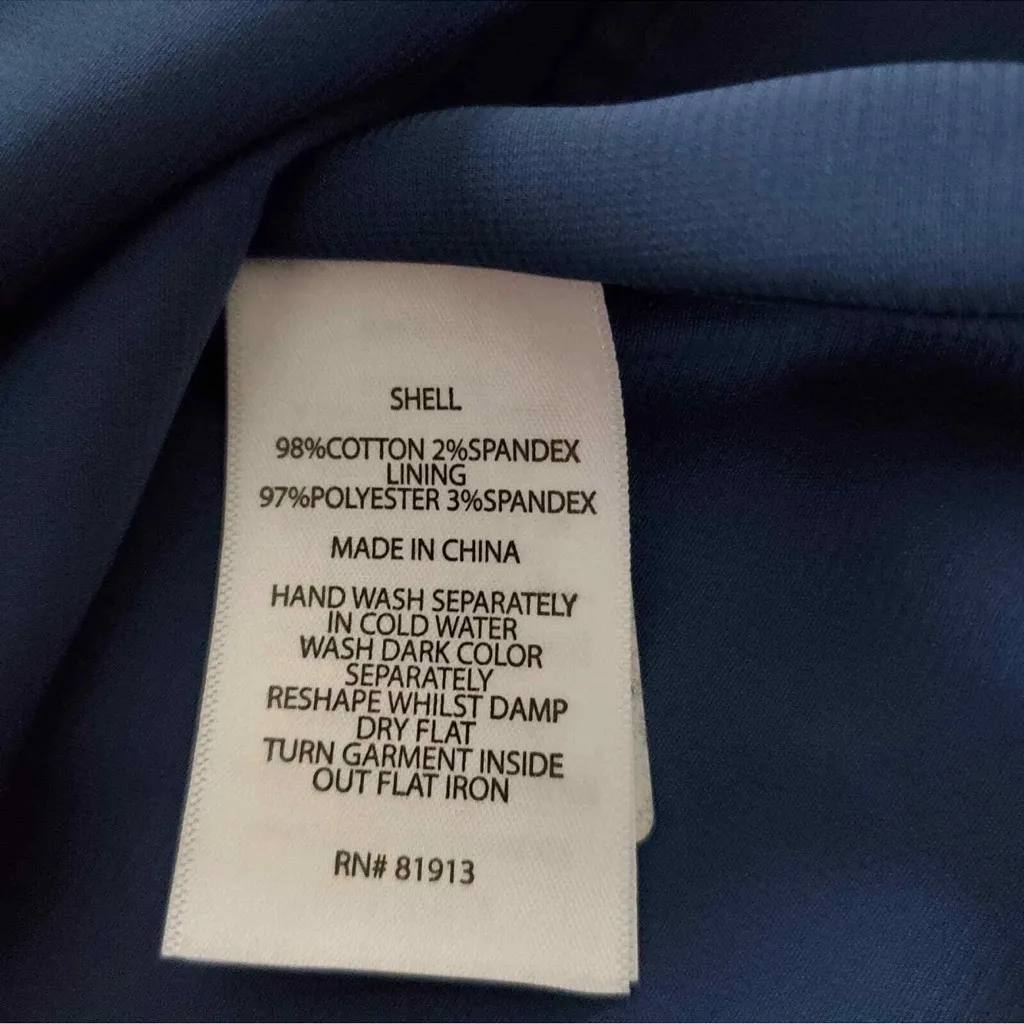 SHELL
98%COTTON 2%SPANDEX
LINING
97%POLYESTER 3%SPANDEX
MADE IN CHINA
HAND WASH SEPARATELY
IN COLD WATER
WASH DARK COLOR
SEPARATELY
RESHAPE WHILST DAMP
DRY FLAT
TURN GARMENT INSIDE
OUT FLAT IRON
RN# 81913